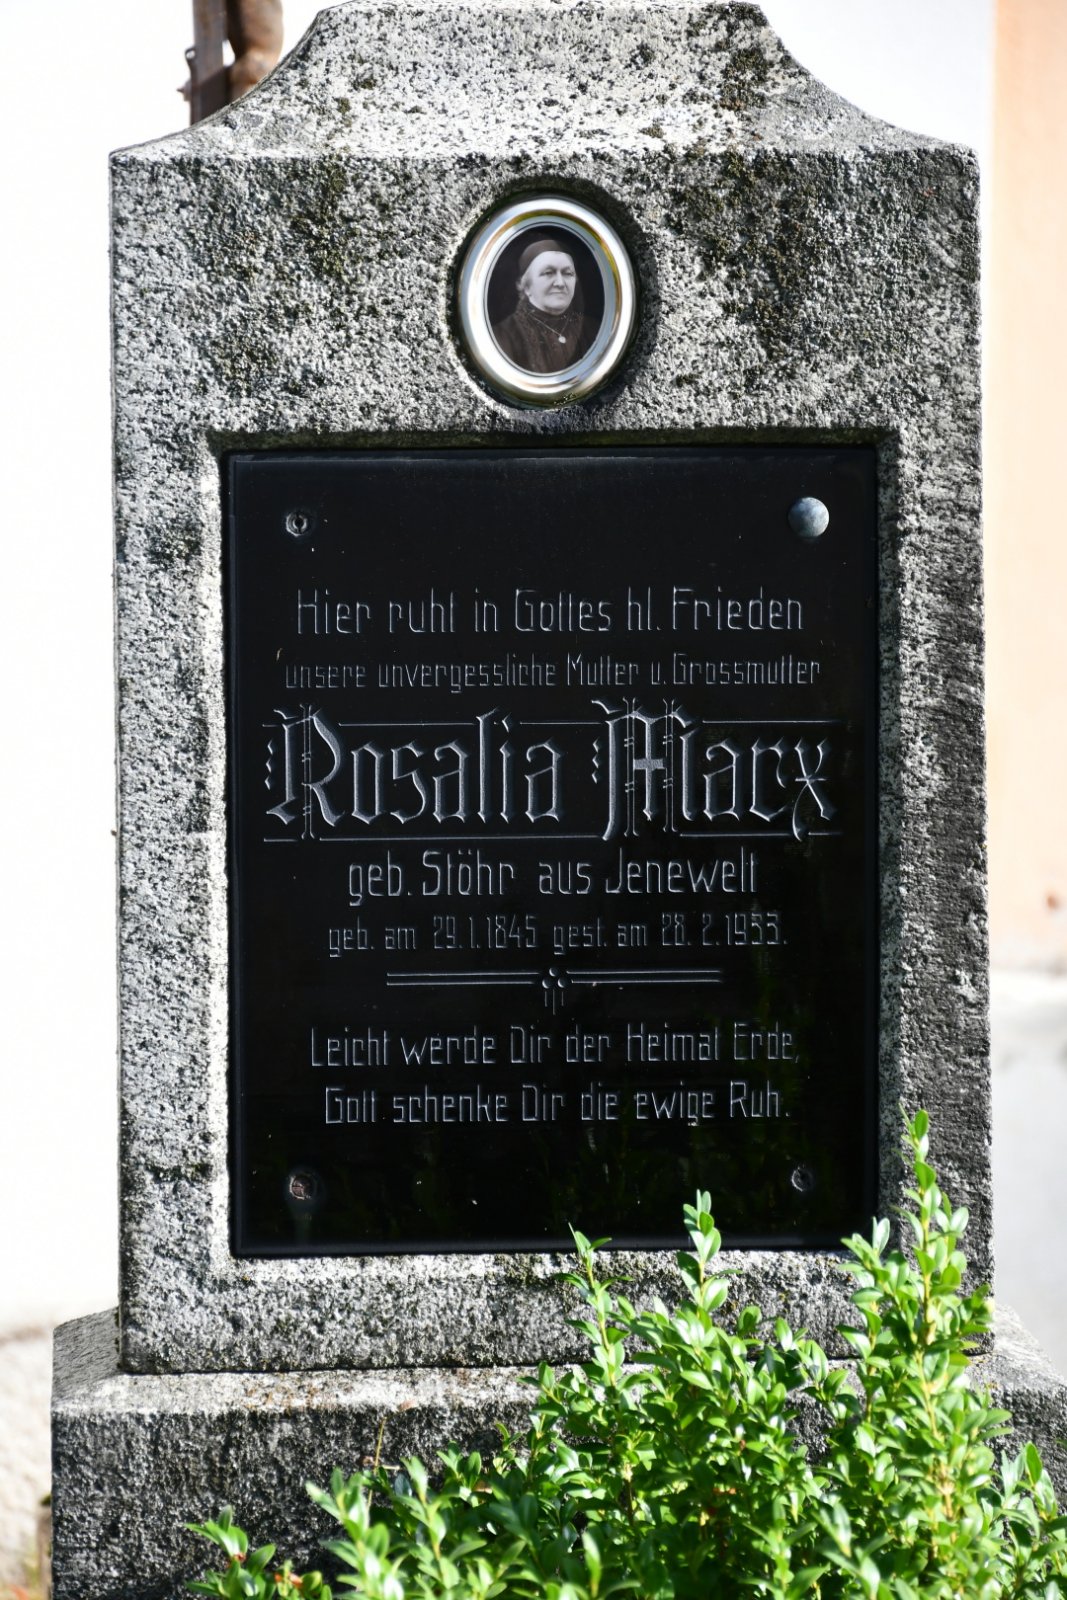 Hier ruht in Gottes hl. Frieden
unsere unvergessliche Mutter u. Grossmutter
Rosalia Marx
geb. Stöhr aus Jenewelt
geb. am 29.1.1845 gest. am 28.2.1933.
Leicht werde Dir der Heimat Erde,
Gott schenke Dir die ewige Ruh.